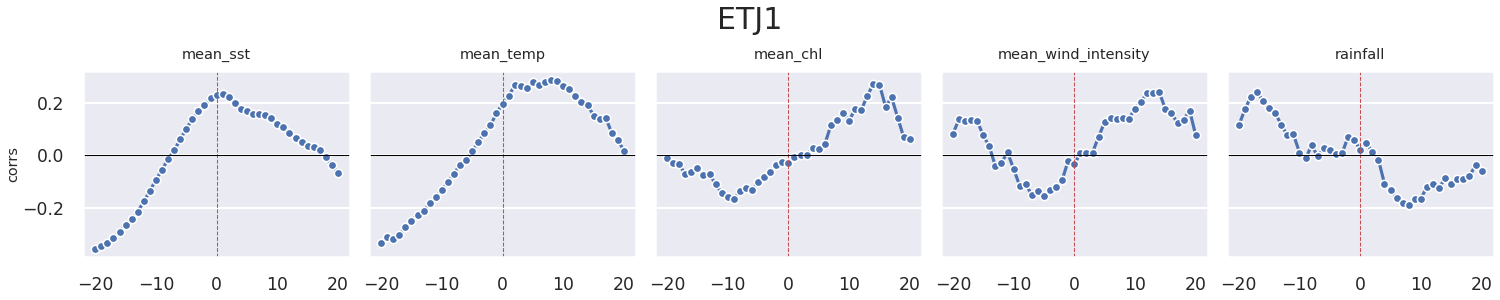 ETJ1
mean_sst mean_temp mean_chl mean_wind_intensity rainfall
corrs
0.2
0.0
−0.2
−20 −10 0 10 20 −20 −10 0 10 20 −20 −10 0 10 20 −20 −10 0 10 20 −20 −10 0 10 20